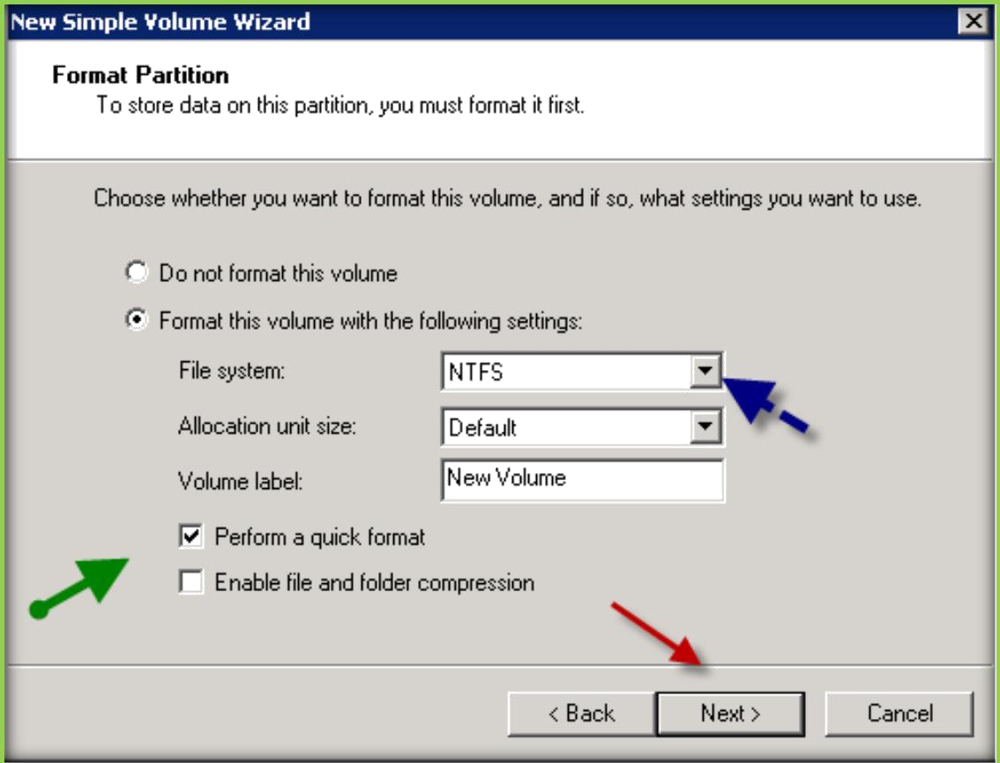 New Simple Volume Wizard
Format Partition
To store data on this partition, you must format it first.
Choose whether you want to format this volume, and if so, what settings you want to use.
Do not format this volume
Format this volume with the following settings:
File system: NTFS
Allocation unit size: Default
Volume label: New Volume
Perform a quick format
Enable file and folder compression
< Back Next > Cancel